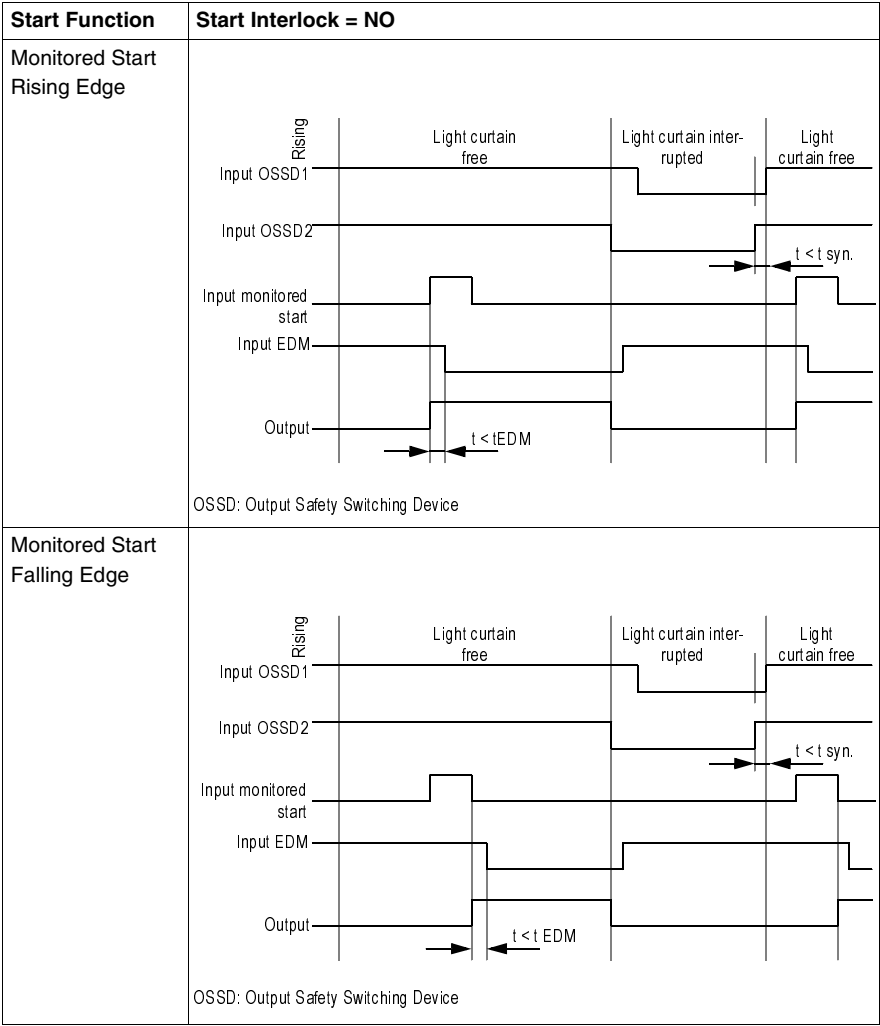 Start Function
Start Interlock = NO
Monitored Start
Rising Edge
Rising
Light curtain
free
Light curtain inter-
rupted
Light
curtain free
Input OSSD1
Input OSSD2
t < t syn.
Input monitored
start
Input EDM
Output
t < tEDM
OSSD: Output Safety Switching Device
Monitored Start
Falling Edge
Rising
Light curtain
free
Light curtain inter-
rupted
Light
curtain free
Input OSSD1
Input OSSD2
t < t syn.
Input monitored
start
Input EDM
Output
t < t EDM
OSSD: Output Safety Switching Device